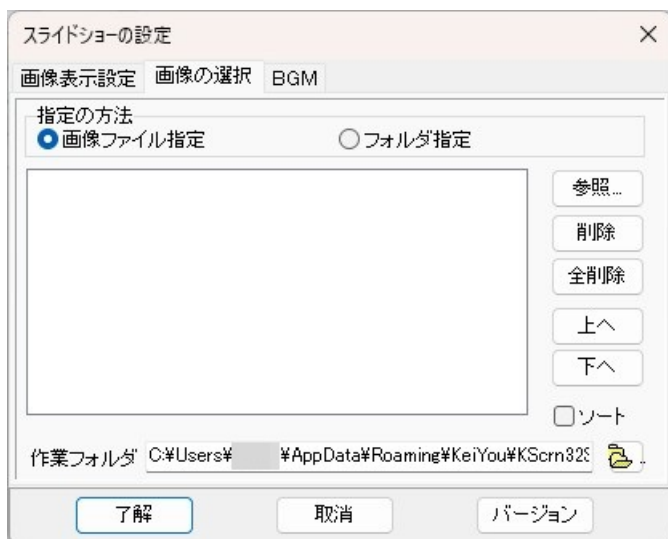 スライドショーの設定
画像表示設定 画像の選択 BGM
指定の方法
画像ファイル指定 フォルダ指定
参照...
削除
全削除
上へ
下へ
ソート
作業フォルダ C:¥Users¥ ¥AppData¥Roaming¥KeiYou¥KScrn32S
了解 取消 バージョン